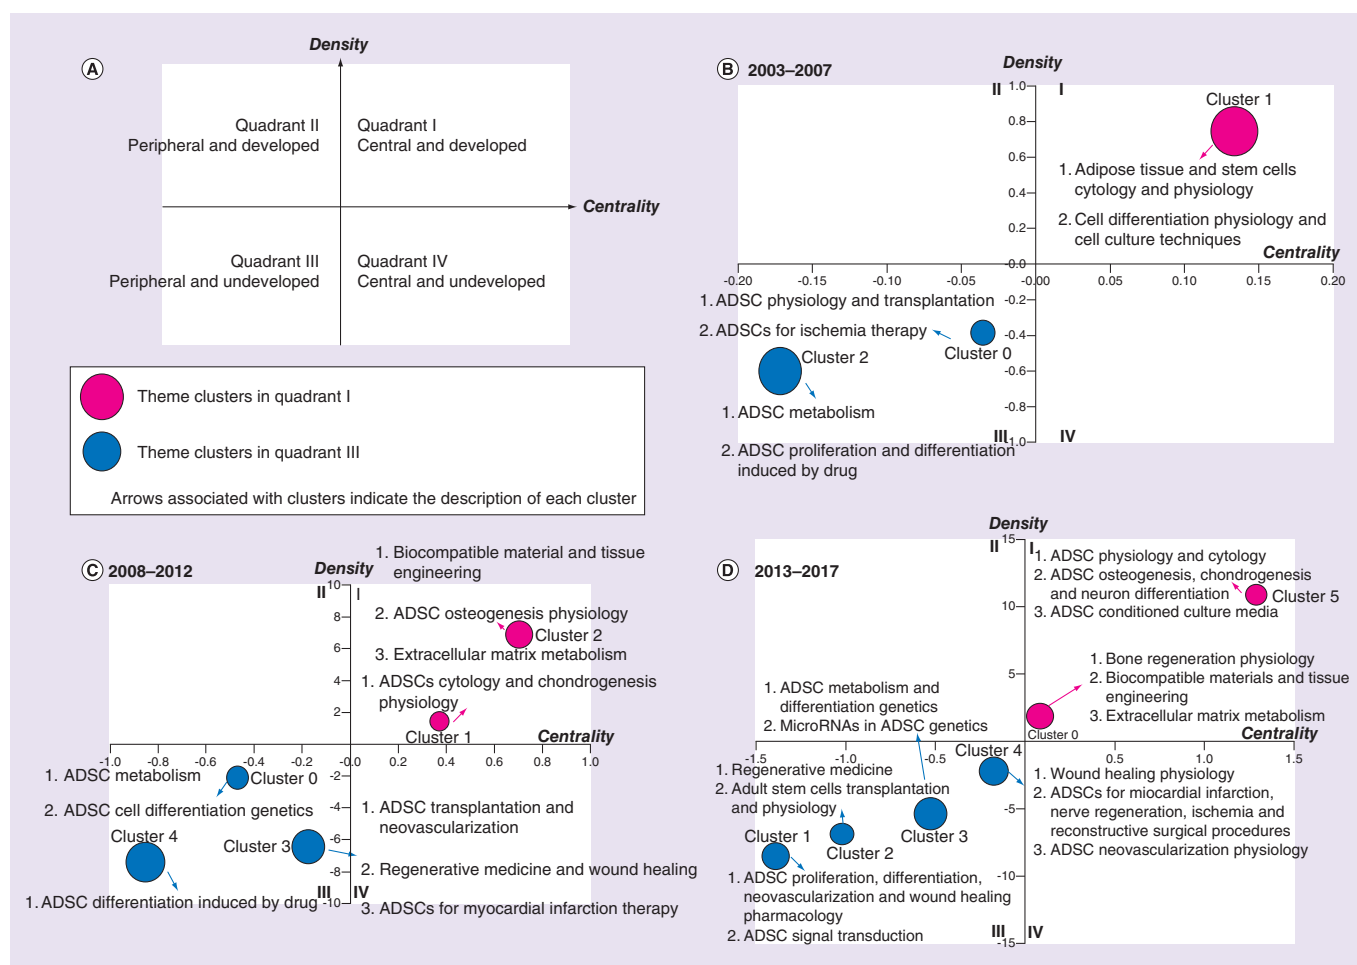 A
Density
Quadrant II
Peripheral and developed
Quadrant I
Central and developed
Centrality
Quadrant III
Peripheral and undeveloped
Quadrant IV
Central and undeveloped
Theme clusters in quadrant I
Theme clusters in quadrant III
Arrows associated with clusters indicate the description of each cluster
B 2003–2007
Density
II
I
1.0
0.8
0.6
0.4
0.2
-0.0
Cluster 1
1. Adipose tissue and stem cells
cytology and physiology
2. Cell differentiation physiology and
cell culture techniques
Centrality
-0.20 -0.15 -0.10 -0.05 -0.00 0.05 0.10 0.15 0.20
-0.2
-0.4
-0.6
-0.8
-1.0
1. ADSC physiology and transplantation
2. ADSCs for ischemia therapy
Cluster 0
Cluster 2
1. ADSC metabolism
2. ADSC proliferation and differentiation
induced by drug
III
IV
C 2008–2012
Density
II
I
10
8
6
4
2
1. Biocompatible material and tissue
engineering
2. ADSC osteogenesis physiology
Cluster 2
3. Extracellular matrix metabolism
1. ADSCs cytology and chondrogenesis
physiology
Cluster 1
Centrality
-1.0 -0.8 -0.6 -0.4 -0.2 0.0 0.2 0.4 0.6 0.8 1.0
-2
-4
-6
-8
-10
1. ADSC metabolism
Cluster 0
2. ADSC cell differentiation genetics
Cluster 4
Cluster 3
1. ADSC differentiation induced by drug
1. ADSC transplantation and
neovascularization
2. Regenerative medicine and wound healing
3. ADSCs for myocardial infarction therapy
III
IV
D 2013–2017
Density
II
I
15
10
5
1. ADSC physiology and cytology
2. ADSC osteogenesis, chondrogenesis
and neuron differentiation
3. ADSC conditioned culture media
Cluster 5
1. Bone regeneration physiology
2. Biocompatible materials and tissue
engineering
3. Extracellular matrix metabolism
Cluster 0
Centrality
-1.5 -1.0 -0.5 0.5 1.0 1.5
-5
-10
-15
1. ADSC metabolism and
differentiation genetics
2. MicroRNAs in ADSC genetics
Cluster 4
1. Regenerative medicine
2. Adult stem cells transplantation
and physiology
Cluster 3
Cluster 1
Cluster 2
1. ADSC proliferation, differentiation,
neovascularization and wound healing
pharmacology
2. ADSC signal transduction
1. Wound healing physiology
2. ADSCs for miocardial infarction,
nerve regeneration, ischemia and
reconstructive surgical procedures
3. ADSC neovascularization physiology
III
IV